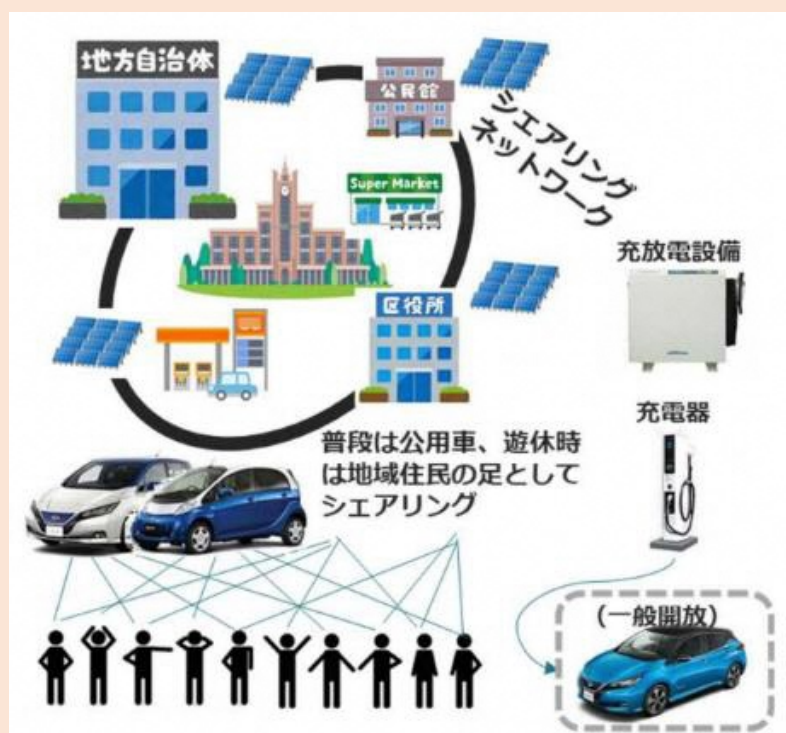 地方自治体
公民館
シェアリング
ネットワーク
Super Market
充放電設備
区役所
充電器
普段は公用車、遊休時
は地域住民の足として
シェアリング
(一般開放)